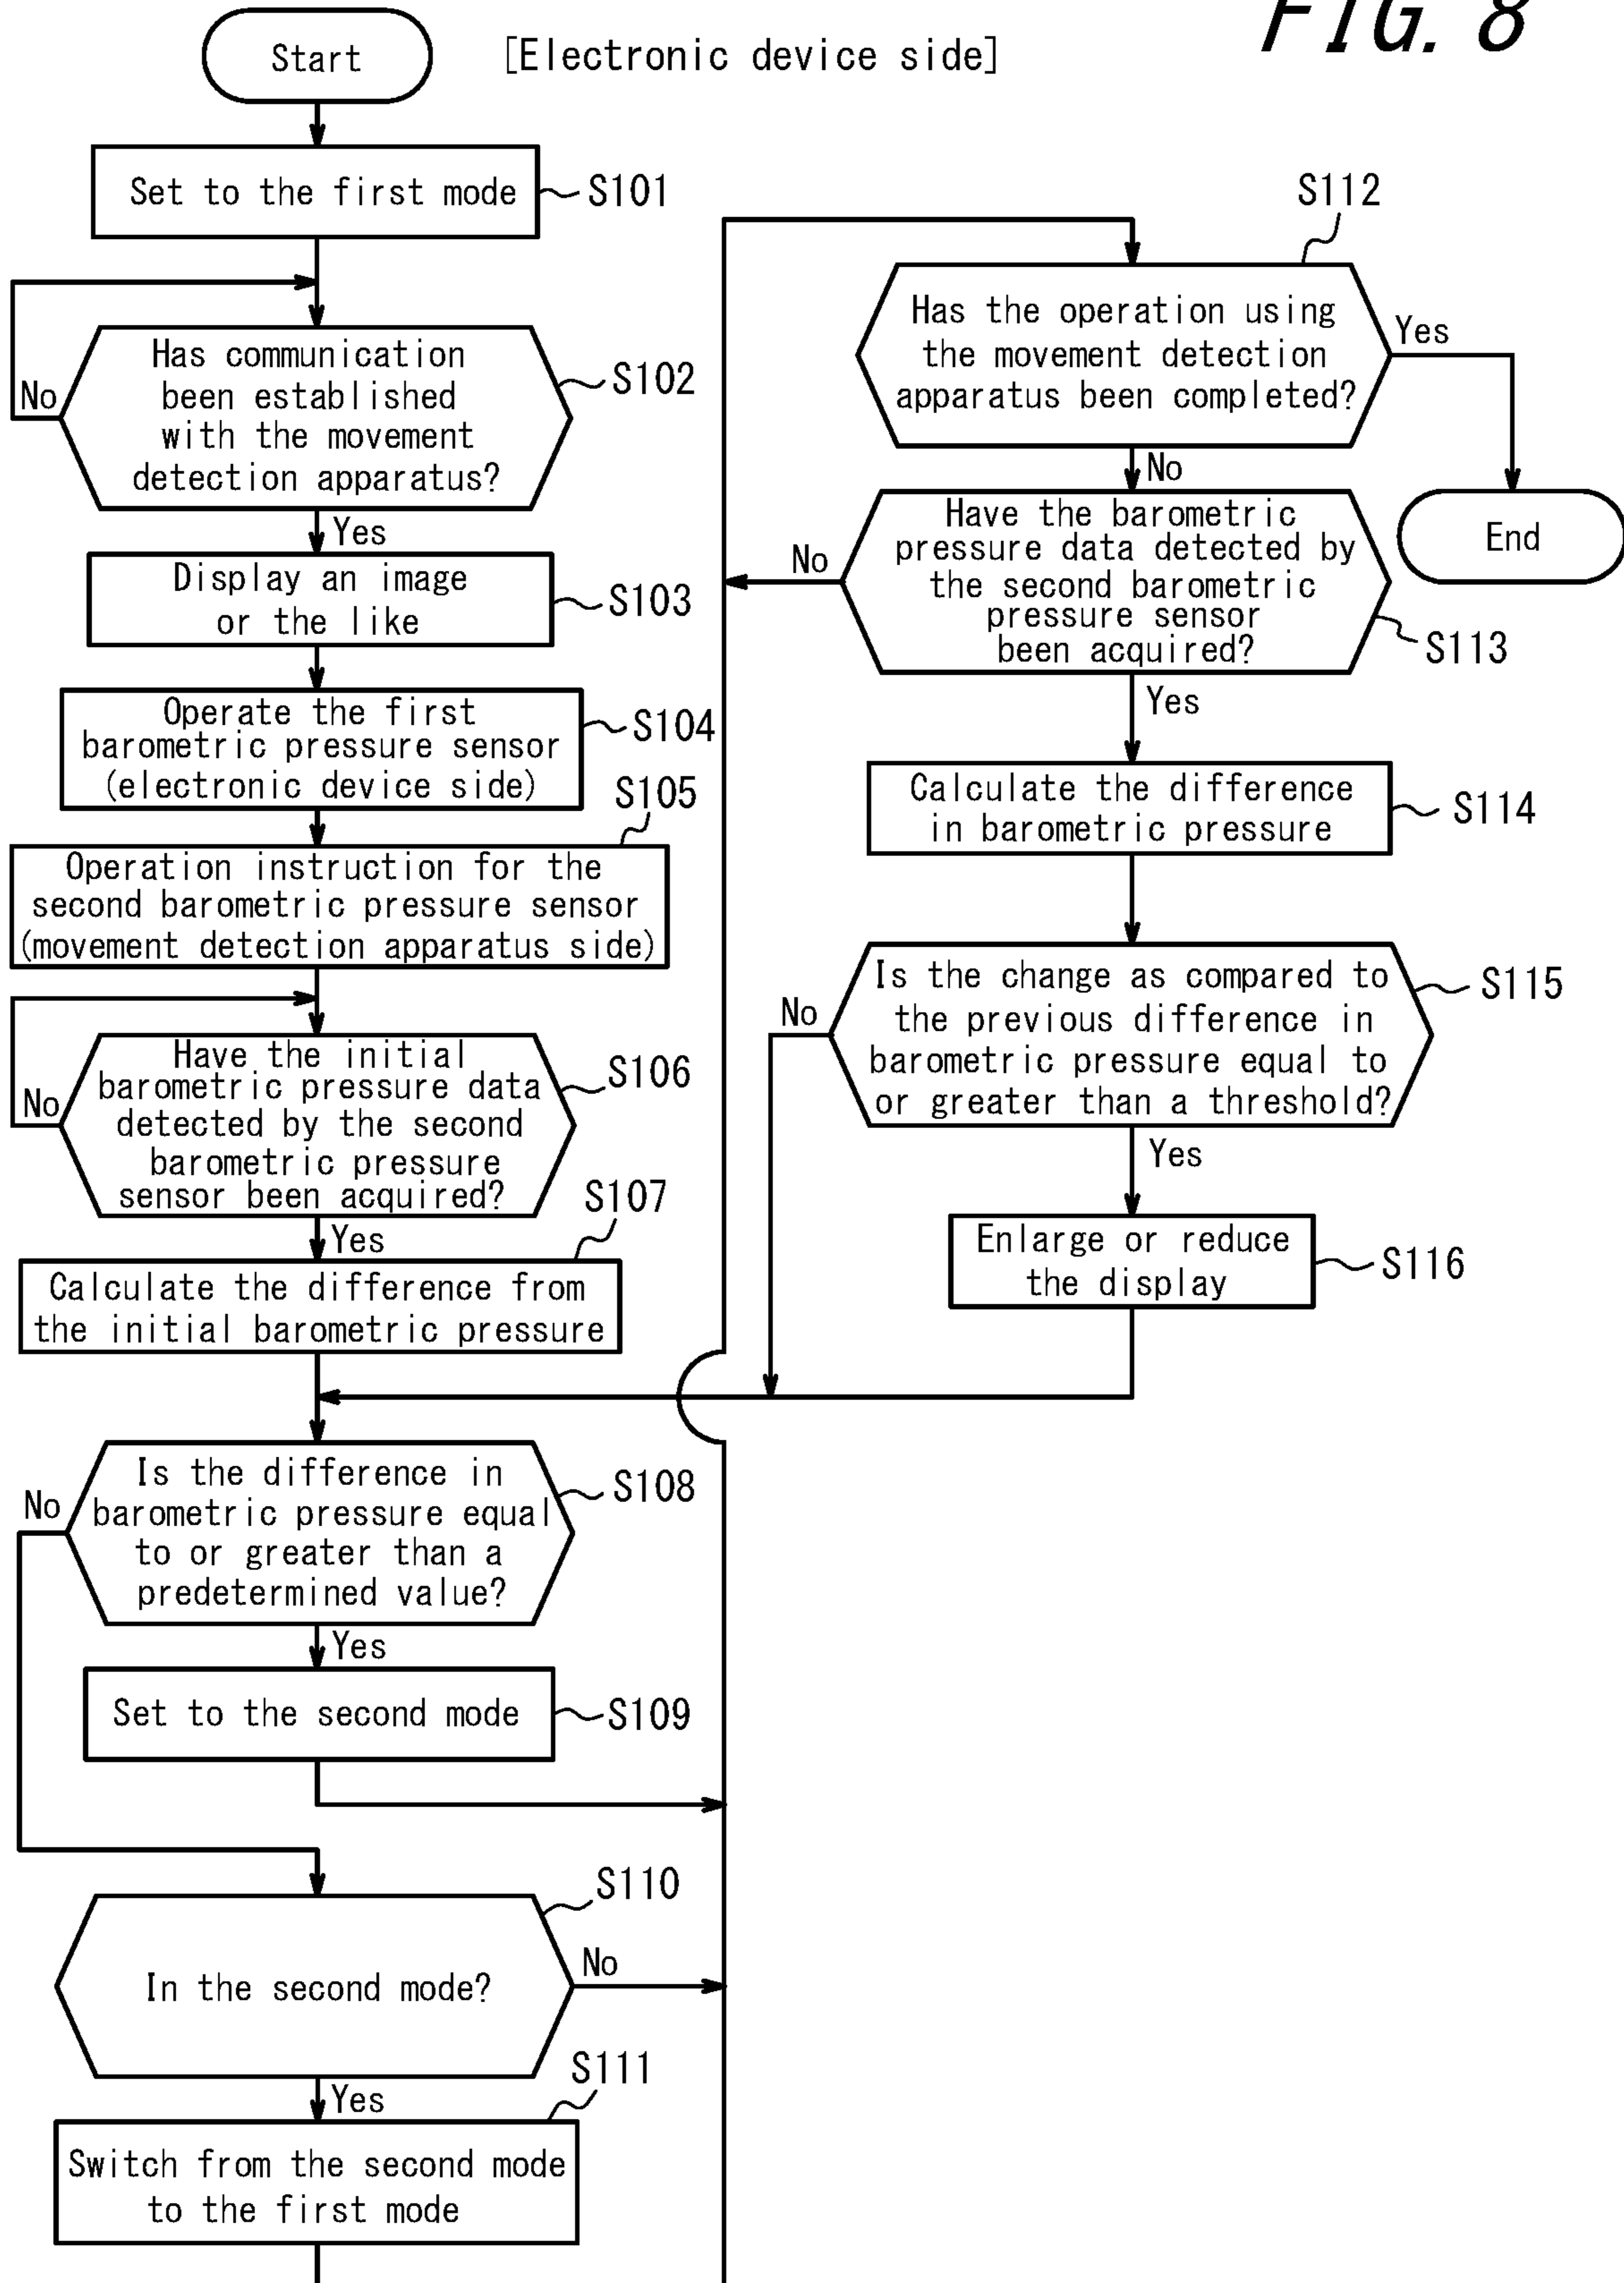 FIG. 8
Start
[Electronic device side]
Set to the first mode
S101
Has communication
been established
with the movement
detection apparatus?
S102
No
Yes
Display an image
or the like
S103
Operate the first
barometric pressure sensor
(electronic device side)
S104
S105
Operation instruction for the
second barometric pressure sensor
(movement detection apparatus side)
Have the initial
barometric pressure data
detected by the second
barometric pressure
sensor been acquired?
S106
No
Yes
S107
Calculate the difference from
the initial barometric pressure
Is the difference in
barometric pressure equal
to or greater than a
predetermined value?
S108
No
Yes
Set to the second mode
S109
S110
In the second mode?
No
Yes
S111
Switch from the second mode
to the first mode
S112
Has the operation using
the movement detection
apparatus been completed?
Yes
No
End
Have the barometric
pressure data detected by
the second barometric
pressure sensor
been acquired?
No
S113
Yes
Calculate the difference
in barometric pressure
S114
Is the change as compared to
the previous difference in
barometric pressure equal to
or greater than a threshold?
S115
No
Yes
Enlarge or reduce
the display
S116